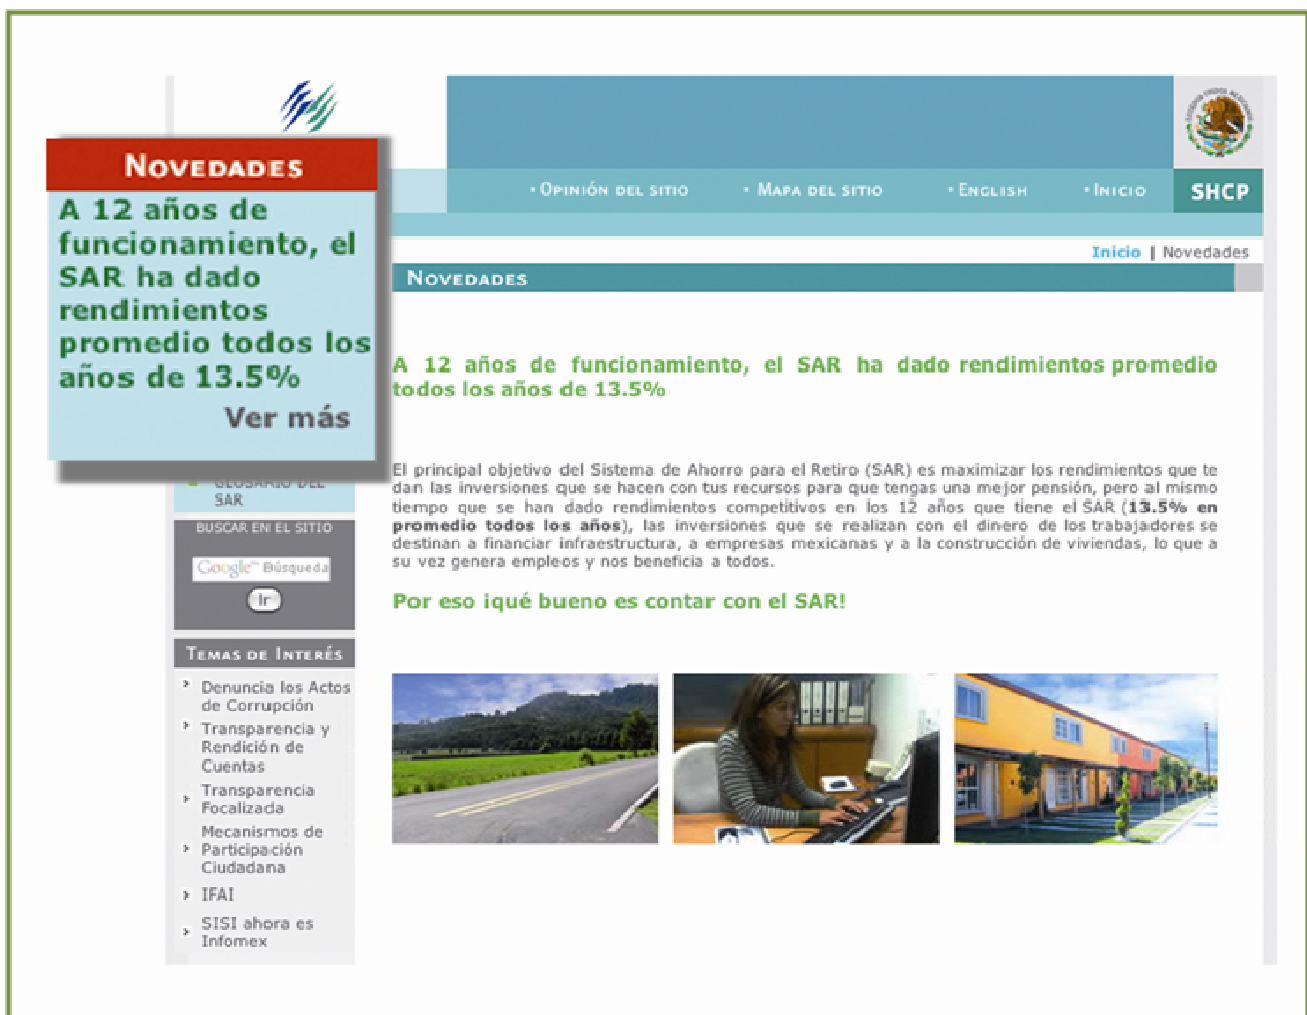 · OPINIÓN DEL SITIO · MAPA DEL SITIO · ENGLISH · INICIO SHCP
Inicio | Novedades
NOVEDADES
A 12 años de
funcionamiento, el
SAR ha dado
rendimientos
promedio todos los
años de 13.5%
Ver más
GLOSARIO DEL
SAR
BUSCAR EN EL SITIO
Google™ Búsqueda
Ir
TEMAS DE INTERÉS
Denuncia los Actos
de Corrupción
Transparencia y
Rendición de
Cuentas
Transparencia
Focalizada
Mecanismos de
Participación
Ciudadana
IFAI
SISI ahora es
Infomex
NOVEDADES
A 12 años de funcionamiento, el SAR ha dado rendimientos promedio
todos los años de 13.5%
El principal objetivo del Sistema de Ahorro para el Retiro (SAR) es maximizar los rendimientos que te
dan las inversiones que se hacen con tus recursos para que tengas una mejor pensión, pero al mismo
tiempo que se han dado rendimientos competitivos en los 12 años que tiene el SAR (13.5% en
promedio todos los años), las inversiones que se realizan con el dinero de los trabajadores se
destinan a financiar infraestructura, a empresas mexicanas y a la construcción de viviendas, lo que a
su vez genera empleos y nos beneficia a todos.
Por eso ¡qué bueno es contar con el SAR!